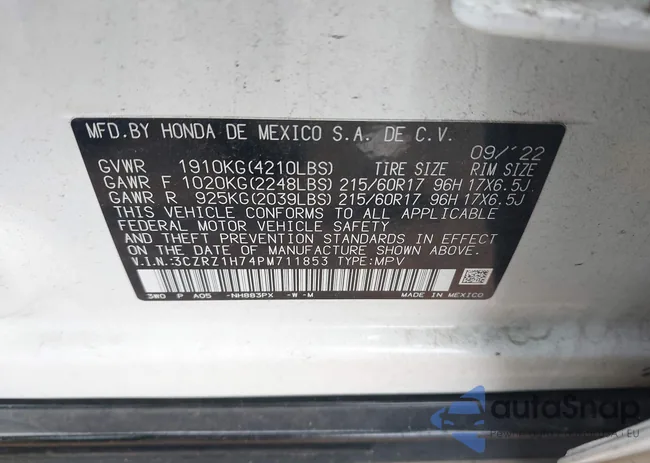 MFD.BY HONDA DE MEXICO S.A. DE C.V.
09/'22
GVWR 1910KG(4210LBS) TIRE SIZE RIM SIZE
GAWR F 1020KG(2248LBS) 215/60R17 96H 17X6.5J
GAWR R 925KG(2039LBS) 215/60R17 96H 17X6.5J
THIS VEHICLE CONFORMS TO ALL APPLICABLE
FEDERAL MOTOR VEHICLE SAFETY
AND THEFT PREVENTION STANDARDS IN
EFFECT ON THE DATE OF MANUFACTURE SHOWN ABOVE.
V.I.N.:3CZRZ1H74PM711853 TYPE:MPV
3W0 P A05 -NH883PX -W-M MADE IN MEXICO
autoSnap
POWERED BY
EU